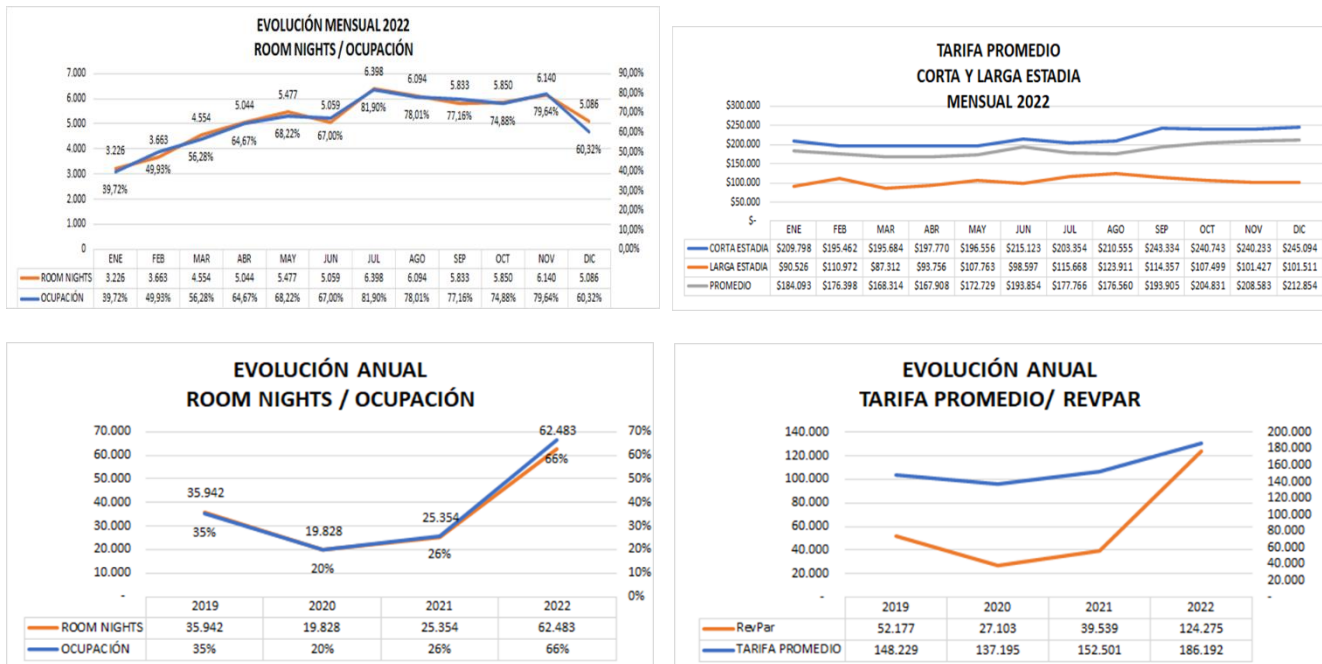 EVOLUCIÓN MENSUAL 2022
ROOM NIGHTS / OCUPACIÓN
7.000
6.000
5.000
4.000
3.000
2.000
1.000
0
90,00%
80,00%
70,00%
60,00%
50,00%
40,00%
30,00%
20,00%
10,00%
0,00%
3.226 3.663 4.554 5.044 5.477 5.059 6.398 6.094 5.833 5.850 6.140 5.086
39,72% 49,93% 56,28% 64,67% 68,22% 67,00% 81,90% 78,01% 77,16% 74,88% 79,64% 60,32%
ENE FEB MAR ABR MAY JUN JUL AGO SEP OCT NOV DIC
ROOM NIGHTS 3.226 3.663 4.554 5.044 5.477 5.059 6.398 6.094 5.833 5.850 6.140 5.086
OCUPACIÓN 39,72% 49,93% 56,28% 64,67% 68,22% 67,00% 81,90% 78,01% 77,16% 74,88% 79,64% 60,32%
TARIFA PROMEDIO
CORTA Y LARGA ESTADIA
MENSUAL 2022
$300.000
$250.000
$200.000
$150.000
$100.000
$50.000
$-
ENE FEB MAR ABR MAY JUN JUL AGO SEP OCT NOV DIC
CORTA ESTADIA $209.798 $195.462 $195.684 $197.770 $196.556 $215.123 $203.354 $210.555 $243.334 $240.743 $240.233 $245.094
LARGA ESTADIA $90.526 $110.972 $87.312 $93.756 $107.763 $98.597 $115.668 $123.911 $114.357 $107.499 $101.427 $101.511
PROMEDIO $184.093 $176.398 $168.314 $167.908 $172.729 $193.854 $177.766 $176.560 $193.905 $204.831 $208.583 $212.854
EVOLUCIÓN ANUAL
ROOM NIGHTS / OCUPACIÓN
70.000
60.000
50.000
40.000
30.000
20.000
10.000
-
70%
60%
50%
40%
30%
20%
10%
0%
35.942 19.828 25.354 62.483
35% 20% 26% 66%
2019 2020 2021 2022
ROOM NIGHTS 35.942 19.828 25.354 62.483
OCUPACIÓN 35% 20% 26% 66%
EVOLUCIÓN ANUAL
TARIFA PROMEDIO/ REVPAR
140.000
120.000
100.000
80.000
60.000
40.000
20.000
-
200.000
180.000
160.000
140.000
120.000
100.000
80.000
60.000
40.000
20.000
-
2019 2020 2021 2022
RevPar 52.177 27.103 39.539 124.275
TARIFA PROMEDIO 148.229 137.195 152.501 186.192